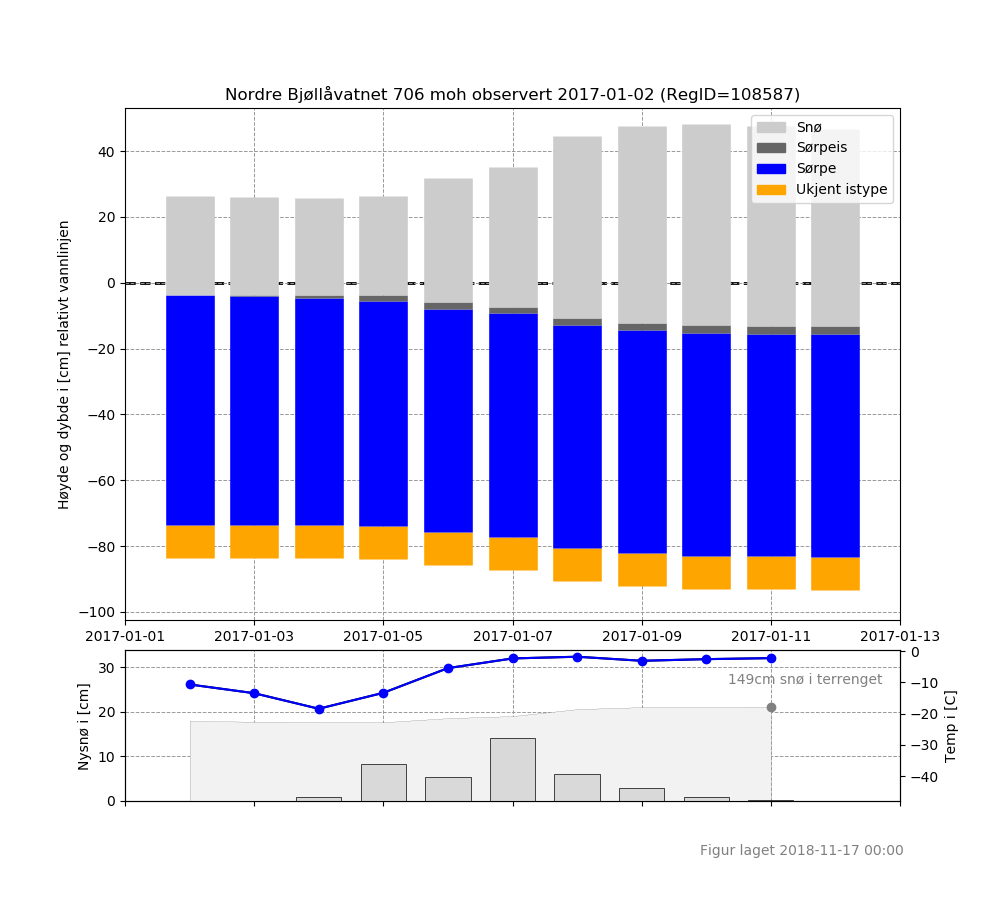 Nordre Bjøllåvatnet 706 moh observert 2017-01-02 (RegID=108587)
Høyde og dybde i [cm] relativt vannlinjen
40
20
0
−20
−40
−60
−80
−100
Snø
Sørpeis
Sørpe
Ukjent istype
2017-01-01
2017-01-03
2017-01-05
2017-01-07
2017-01-09
2017-01-11
2017-01-13
Nysnø i [cm]
30
20
10
0
149cm snø i terrenget
0
−10
−20
−30
−40
Temp i [C]
Figur laget 2018-11-17 00:00